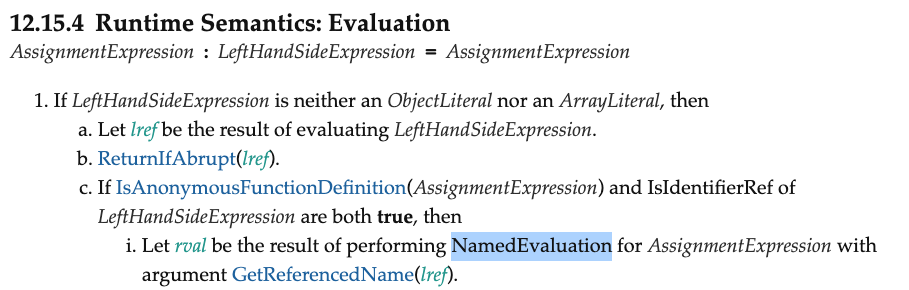 12.15.4 Runtime Semantics: Evaluation
AssignmentExpression : LeftHandSideExpression = AssignmentExpression
1. If LeftHandSideExpression is neither an ObjectLiteral nor an ArrayLiteral, then
a. Let lref be the result of evaluating LeftHandSideExpression.
b. ReturnIfAbrupt(lref).
c. If IsAnonymousFunctionDefinition(AssignmentExpression) and IsIdentifierRef of
LeftHandSideExpression are both true, then
i. Let rval be the result of performing NamedEvaluation for AssignmentExpression with
argument GetReferencedName(lref).